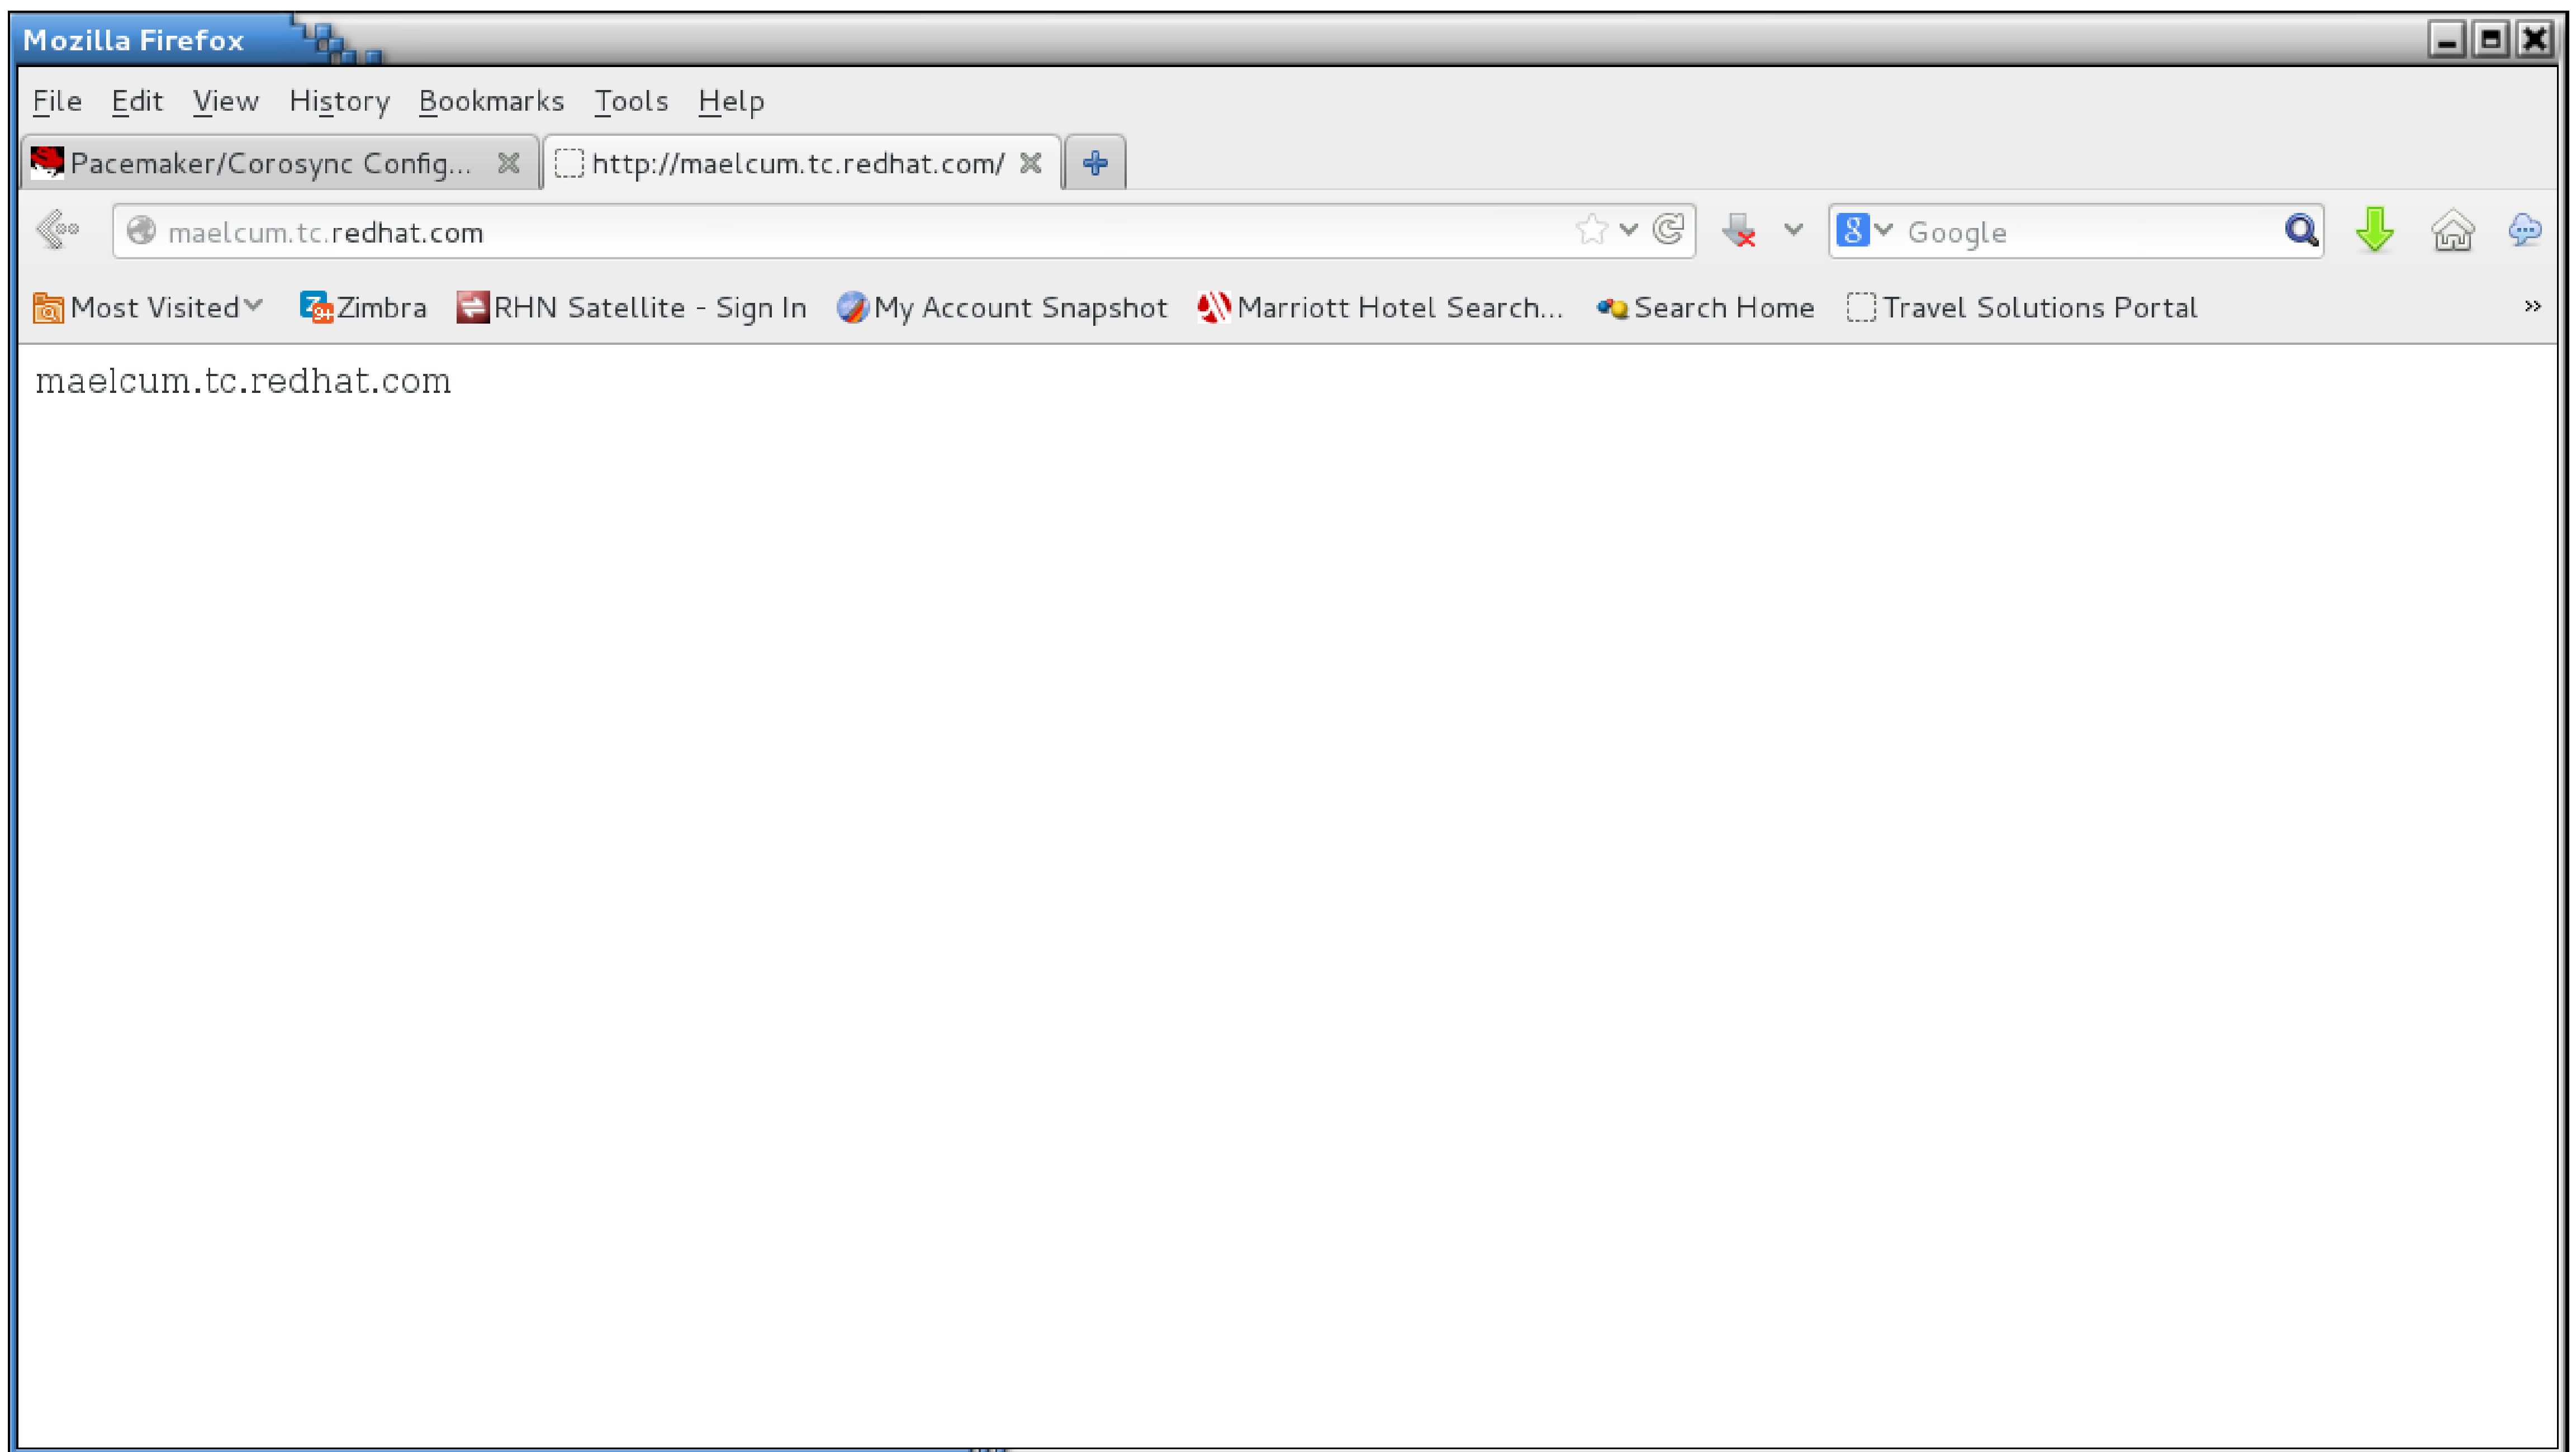 Mozilla Firefox
File Edit View History Bookmarks Tools Help
Pacemaker/Corosync Config... http://maelcum.tc.redhat.com/
maelcum.tc.redhat.com 8 Google
Most Visited Z 9+ Zimbra RHN Satellite - Sign In My Account Snapshot Marriott Hotel Search... Search Home Travel Solutions Portal »
maelcum.tc.redhat.com